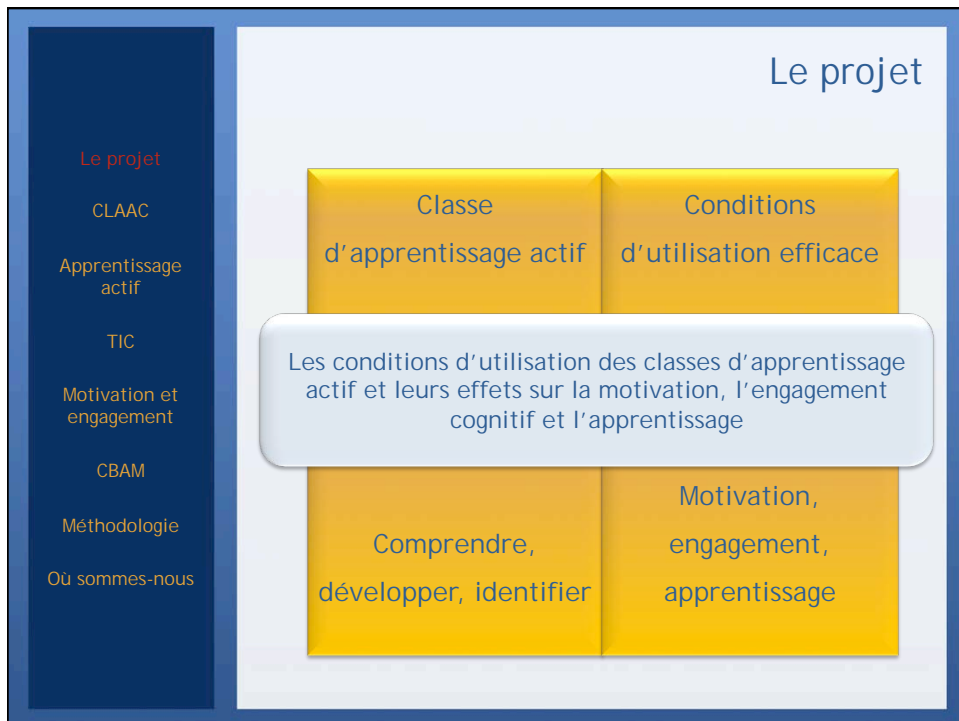 Le projet
Le projet
CLAAC
Apprentissage
actif
TIC
Motivation et
engagement
CBAM
Méthodologie
Où sommes-nous
Classe
d’apprentissage actif
Conditions
d’utilisation efficace
Les conditions d’utilisation des classes d’apprentissage
actif et leurs effets sur la motivation, l’engagement
cognitif et l’apprentissage
Comprendre,
développer, identifier
Motivation,
engagement,
apprentissage